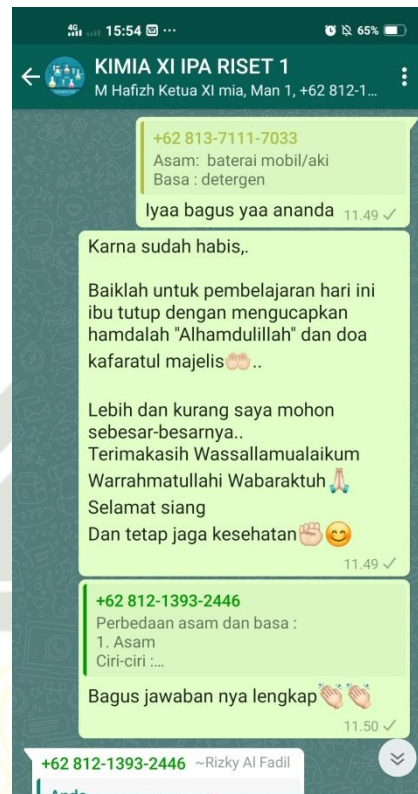 4G 15:54 ... 65%
KIMIA XI IPA RISET 1
M Hafizh Ketua XI mia, Man 1, +62 812-1...
+62 813-7111-7033
Asam:  baterai mobil/aki
Basa : detergen
Iyaa bagus yaa ananda 11.49
Karna sudah habis,.
Baiklah untuk pembelajaran hari ini
ibu tutup dengan mengucapkan
hamdalah "Alhamdulillah" dan doa
kafaratul majelis🤲🏻..
Lebih dan kurang saya mohon
sebesar-besarnya..
Terimakasih Wassallamualaikum
Warrahmatullahi Wabaraktuh🙏🏻
Selamat siang
Dan tetap jaga kesehatan✊🏻😊
11.49
+62 812-1393-2446
Perbedaan asam dan basa :
1. Asam
Ciri-ciri :...
Bagus jawaban nya lengkap👏🏻👏🏻
11.50
+62 812-1393-2446 ~Rizky Al Fadil
Anda